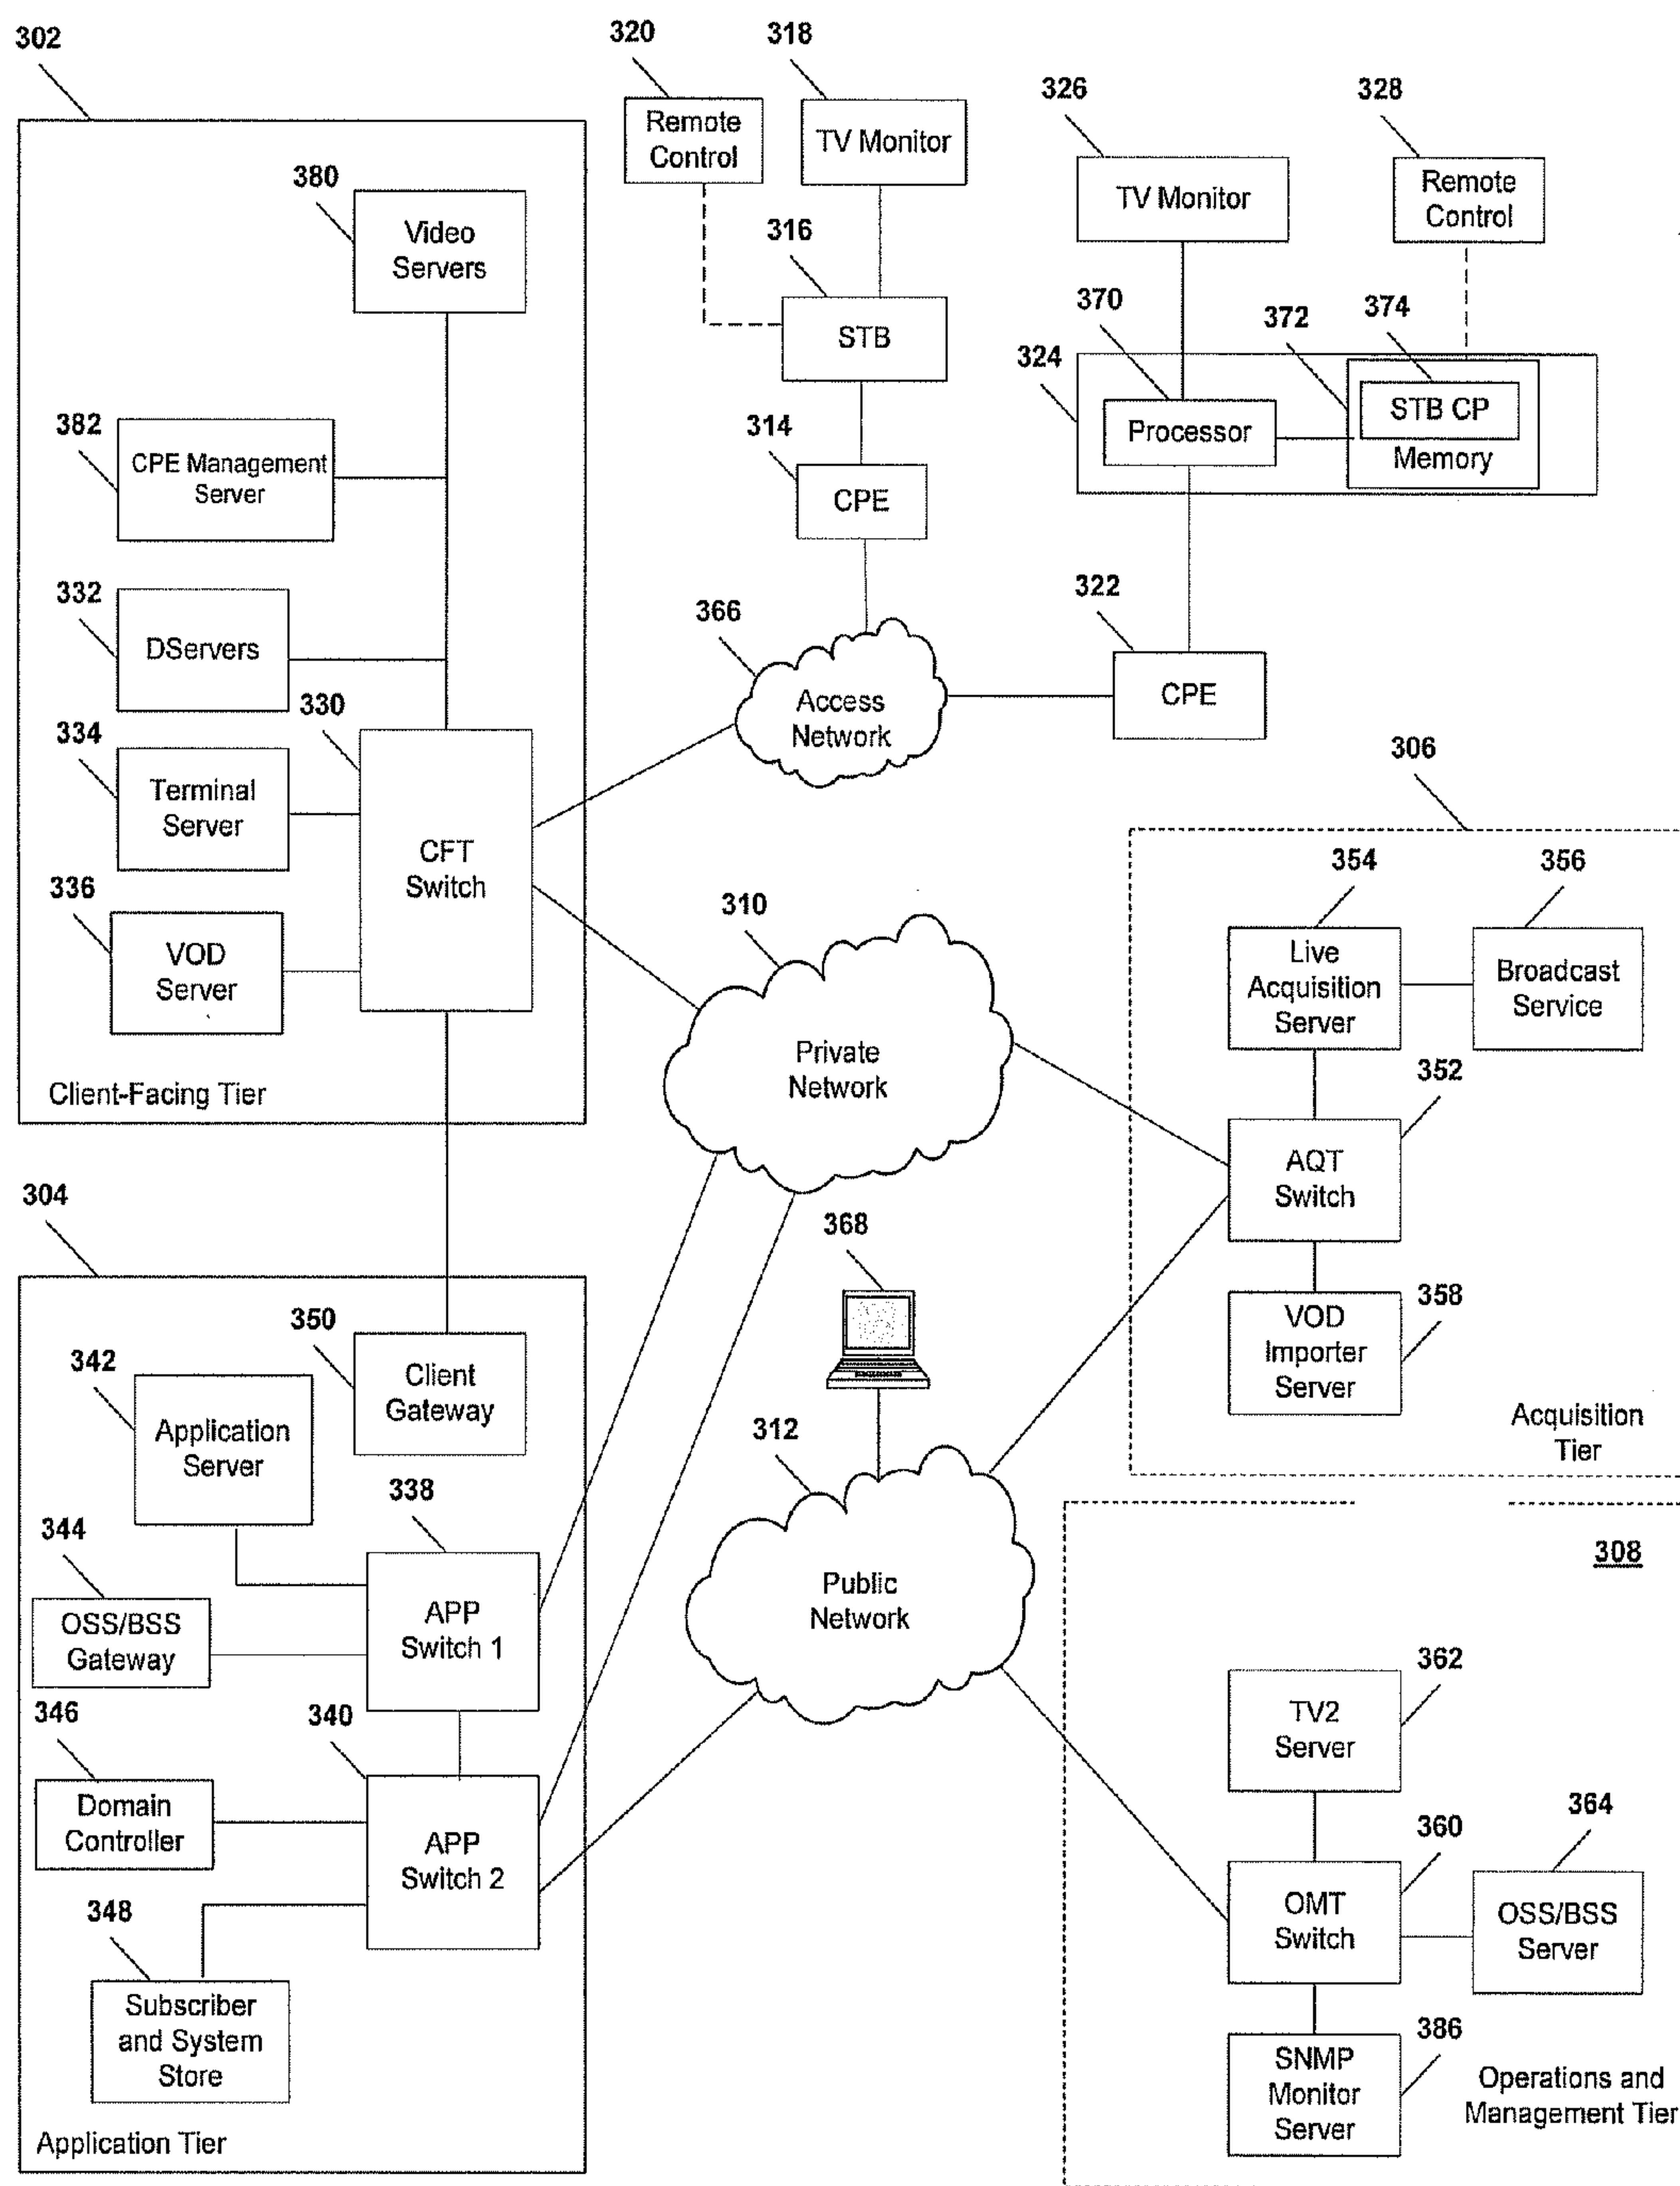 302
320
318
326
328
Remote
Control
TV Monitor
TV Monitor
Remote
Control
380
Video
Servers
316
STB
370
372
374
324
Processor
STB CP
Memory
382
CPE Management
Server
314
CPE
332
DServers
366
Access
Network
322
CPE
330
334
Terminal
Server
CFT
Switch
336
VOD
Server
Client-Facing Tier
310
Private
Network
306
354
356
Live
Acquisition
Server
Broadcast
Service
352
AQT
Switch
358
VOD
Importer
Server
Acquisition
Tier
304
350
Client
Gateway
342
Application
Server
368
312
Public
Network
338
344
OSS/BSS
Gateway
APP
Switch 1
346
340
Domain
Controller
APP
Switch 2
348
Subscriber
and System
Store
Application Tier
308
362
TV2
Server
360
364
OMT
Switch
OSS/BSS
Server
386
SNMP
Monitor
Server
Operations and
Management Tier